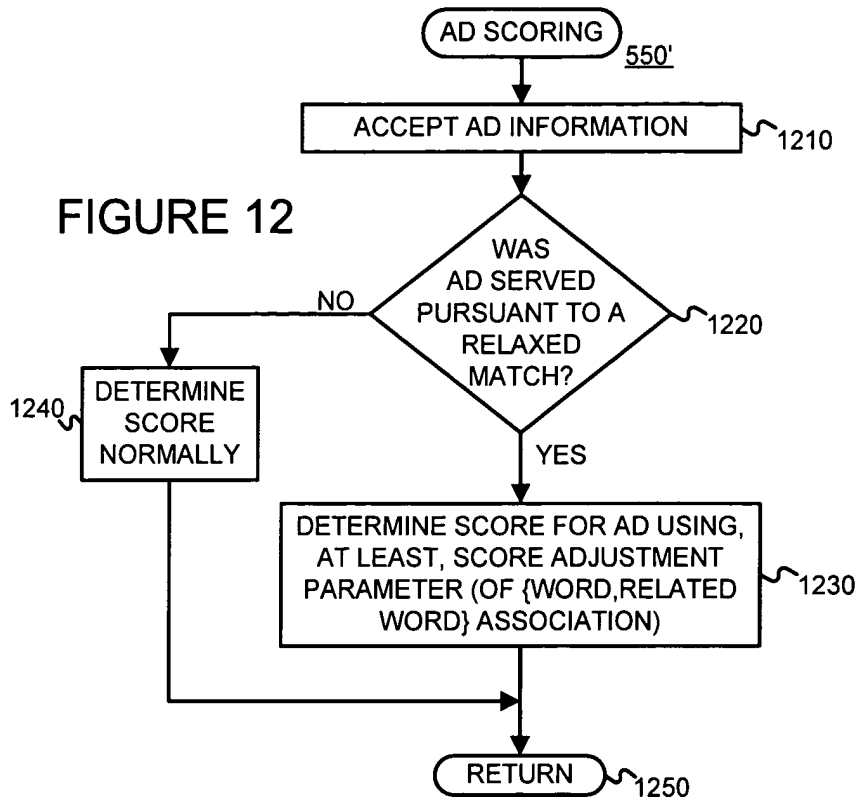 AD SCORING
550'
ACCEPT AD INFORMATION
1210
FIGURE 12
WAS
AD SERVED
PURSUANT TO A
RELAXED
MATCH?
1220
NO
YES
1240
DETERMINE
SCORE
NORMALLY
DETERMINE SCORE FOR AD USING,
AT LEAST, SCORE ADJUSTMENT
PARAMETER (OF {WORD,RELATED
WORD} ASSOCIATION)
1230
RETURN
1250